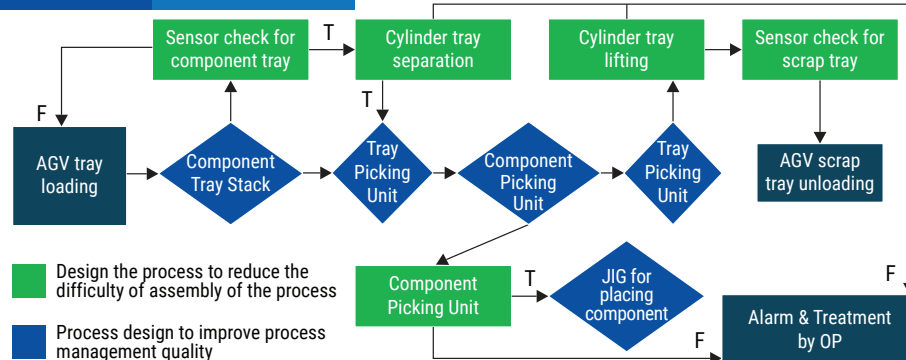 Sensor check for
component tray
T
Cylinder tray
separation
Cylinder tray
lifting
Sensor check for
scrap tray
F
T
AGV tray
loading
Component
Tray Stack
Tray
Picking
Unit
Component
Picking
Unit
Tray
Picking
Unit
AGV scrap
tray unloading
Design the process to reduce the
difficulty of assembly of the process
Component
Picking Unit
T
JIG for
placing
component
F
Process design to improve process
management quality
F
Alarm & Treatment
by OP